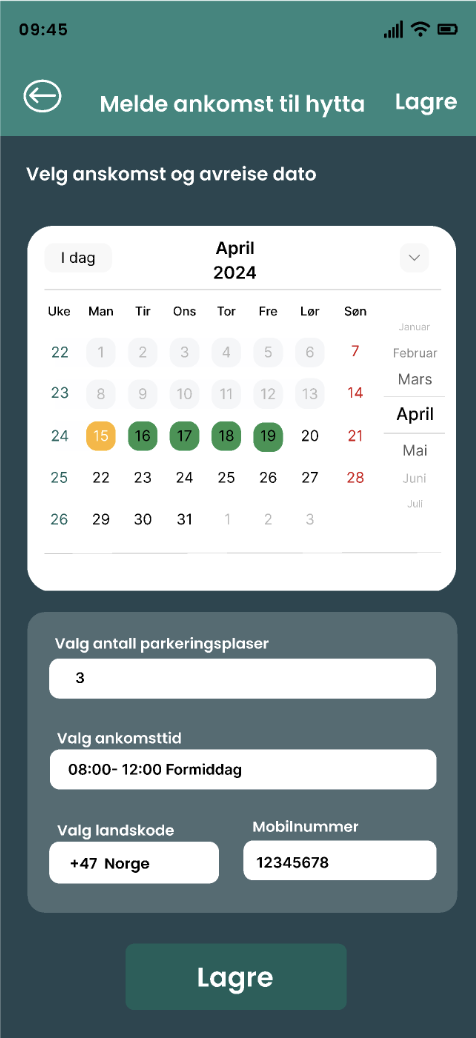 09:45
Melde ankomst til hytta
Lagre
Velg anskomst og avreise dato
I dag
April
2024
Uke Man Tir Ons Tor Fre Lør Søn
22 1 2 3 4 5 6 7
23 8 9 10 11 12 13 14
24 15 16 17 18 19 20 21
25 22 23 24 25 26 27 28
26 29 30 31 1 2 3
Januar
Februar
Mars
April
Mai
Juni
Juli
Valg antall parkeringsplaser
3
Valg ankomsttid
08:00- 12:00 Formiddag
Valg landskode
+47 Norge
Mobilnummer
12345678
Lagre